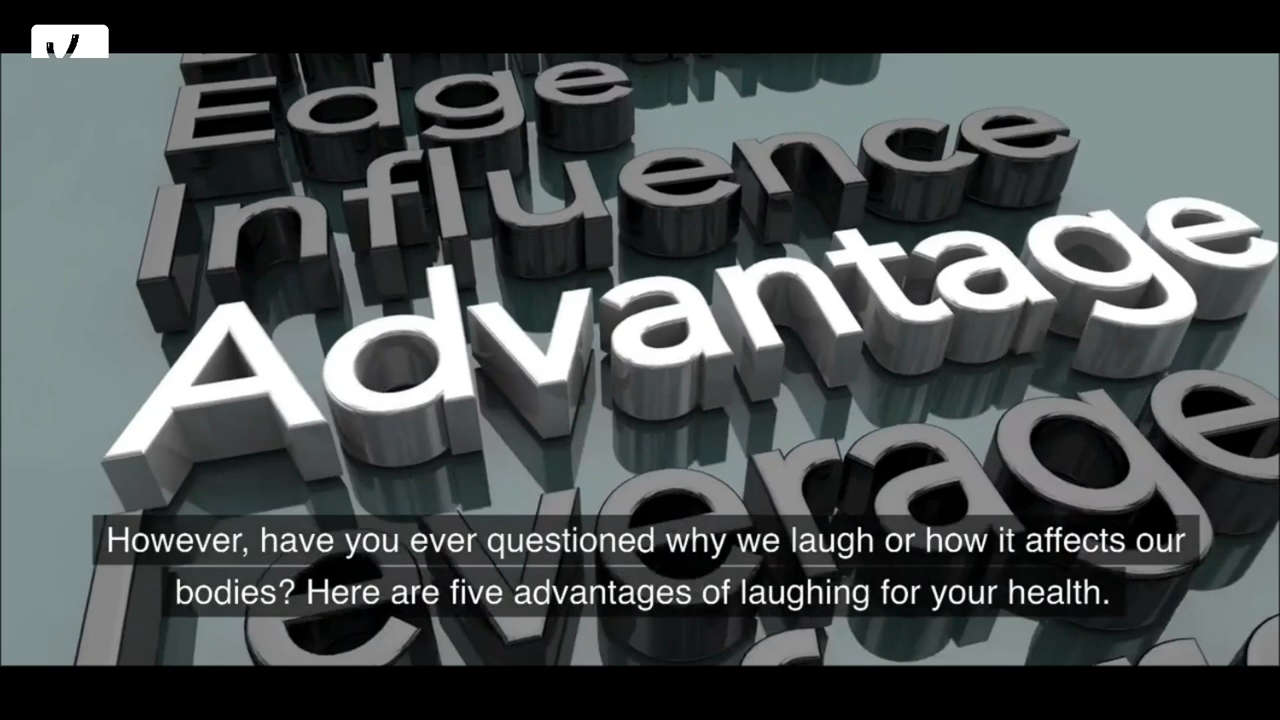 Edge
Influence
Advantage
Leverage
However, have you ever questioned why we laugh or how it affects our
bodies? Here are five advantages of laughing for your health.